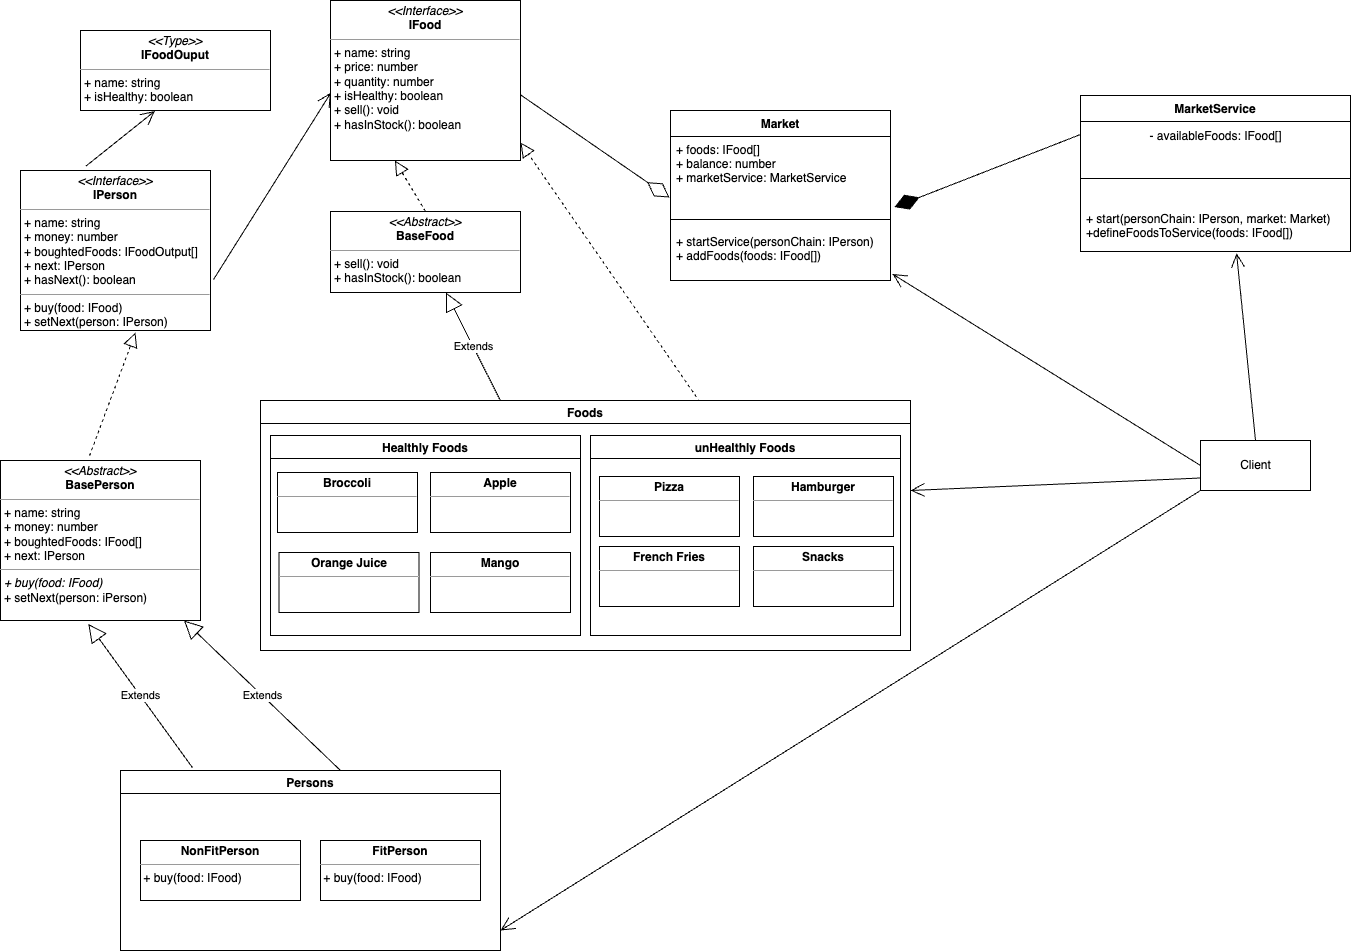 <<Type>>
IFoodOuput
+ name: string
+ isHealthy: boolean
<<Interface>>
IFood
+ name: string
+ price: number
+ quantity: number
+ isHealthy: boolean
+ sell(): void
+ hasInStock(): boolean
Market
+ foods: IFood[]
+ balance: number
+ marketService: MarketService
+ startService(personChain: IPerson)
+ addFoods(foods: IFood[])
MarketService
- availableFoods: IFood[]
+ start(personChain: IPerson, market: Market)
+defineFoodsToService(foods: IFood[])
<<Interface>>
IPerson
+ name: string
+ money: number
+ boughtedFoods: IFoodOutput[]
+ next: IPerson
+ hasNext(): boolean
+ buy(food: IFood)
+ setNext(person: IPerson)
<<Abstract>>
BaseFood
+ sell(): void
+ hasInStock(): boolean
Extends
Client
<<Abstract>>
BasePerson
+ name: string
+ money: number
+ boughtedFoods: IFood[]
+ next: IPerson
+ buy(food: IFood)
+ setNext(person: iPerson)
Foods
Healthly Foods
Broccoli
Apple
Orange Juice
Mango
unHealthly Foods
Pizza
Hamburger
French Fries
Snacks
Extends
Extends
Persons
NonFitPerson
+ buy(food: IFood)
FitPerson
+ buy(food: IFood)